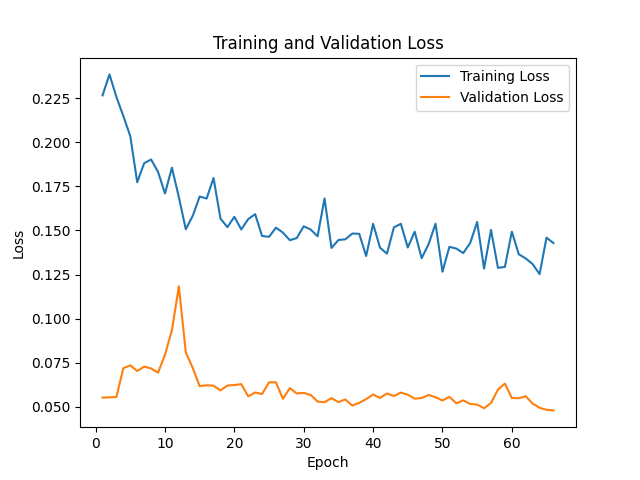 Training and Validation Loss
Training Loss
Validation Loss
0.225
0.200
0.175
0.150
0.125
0.100
0.075
0.050
Loss
0 10 20 30 40 50 60
Epoch